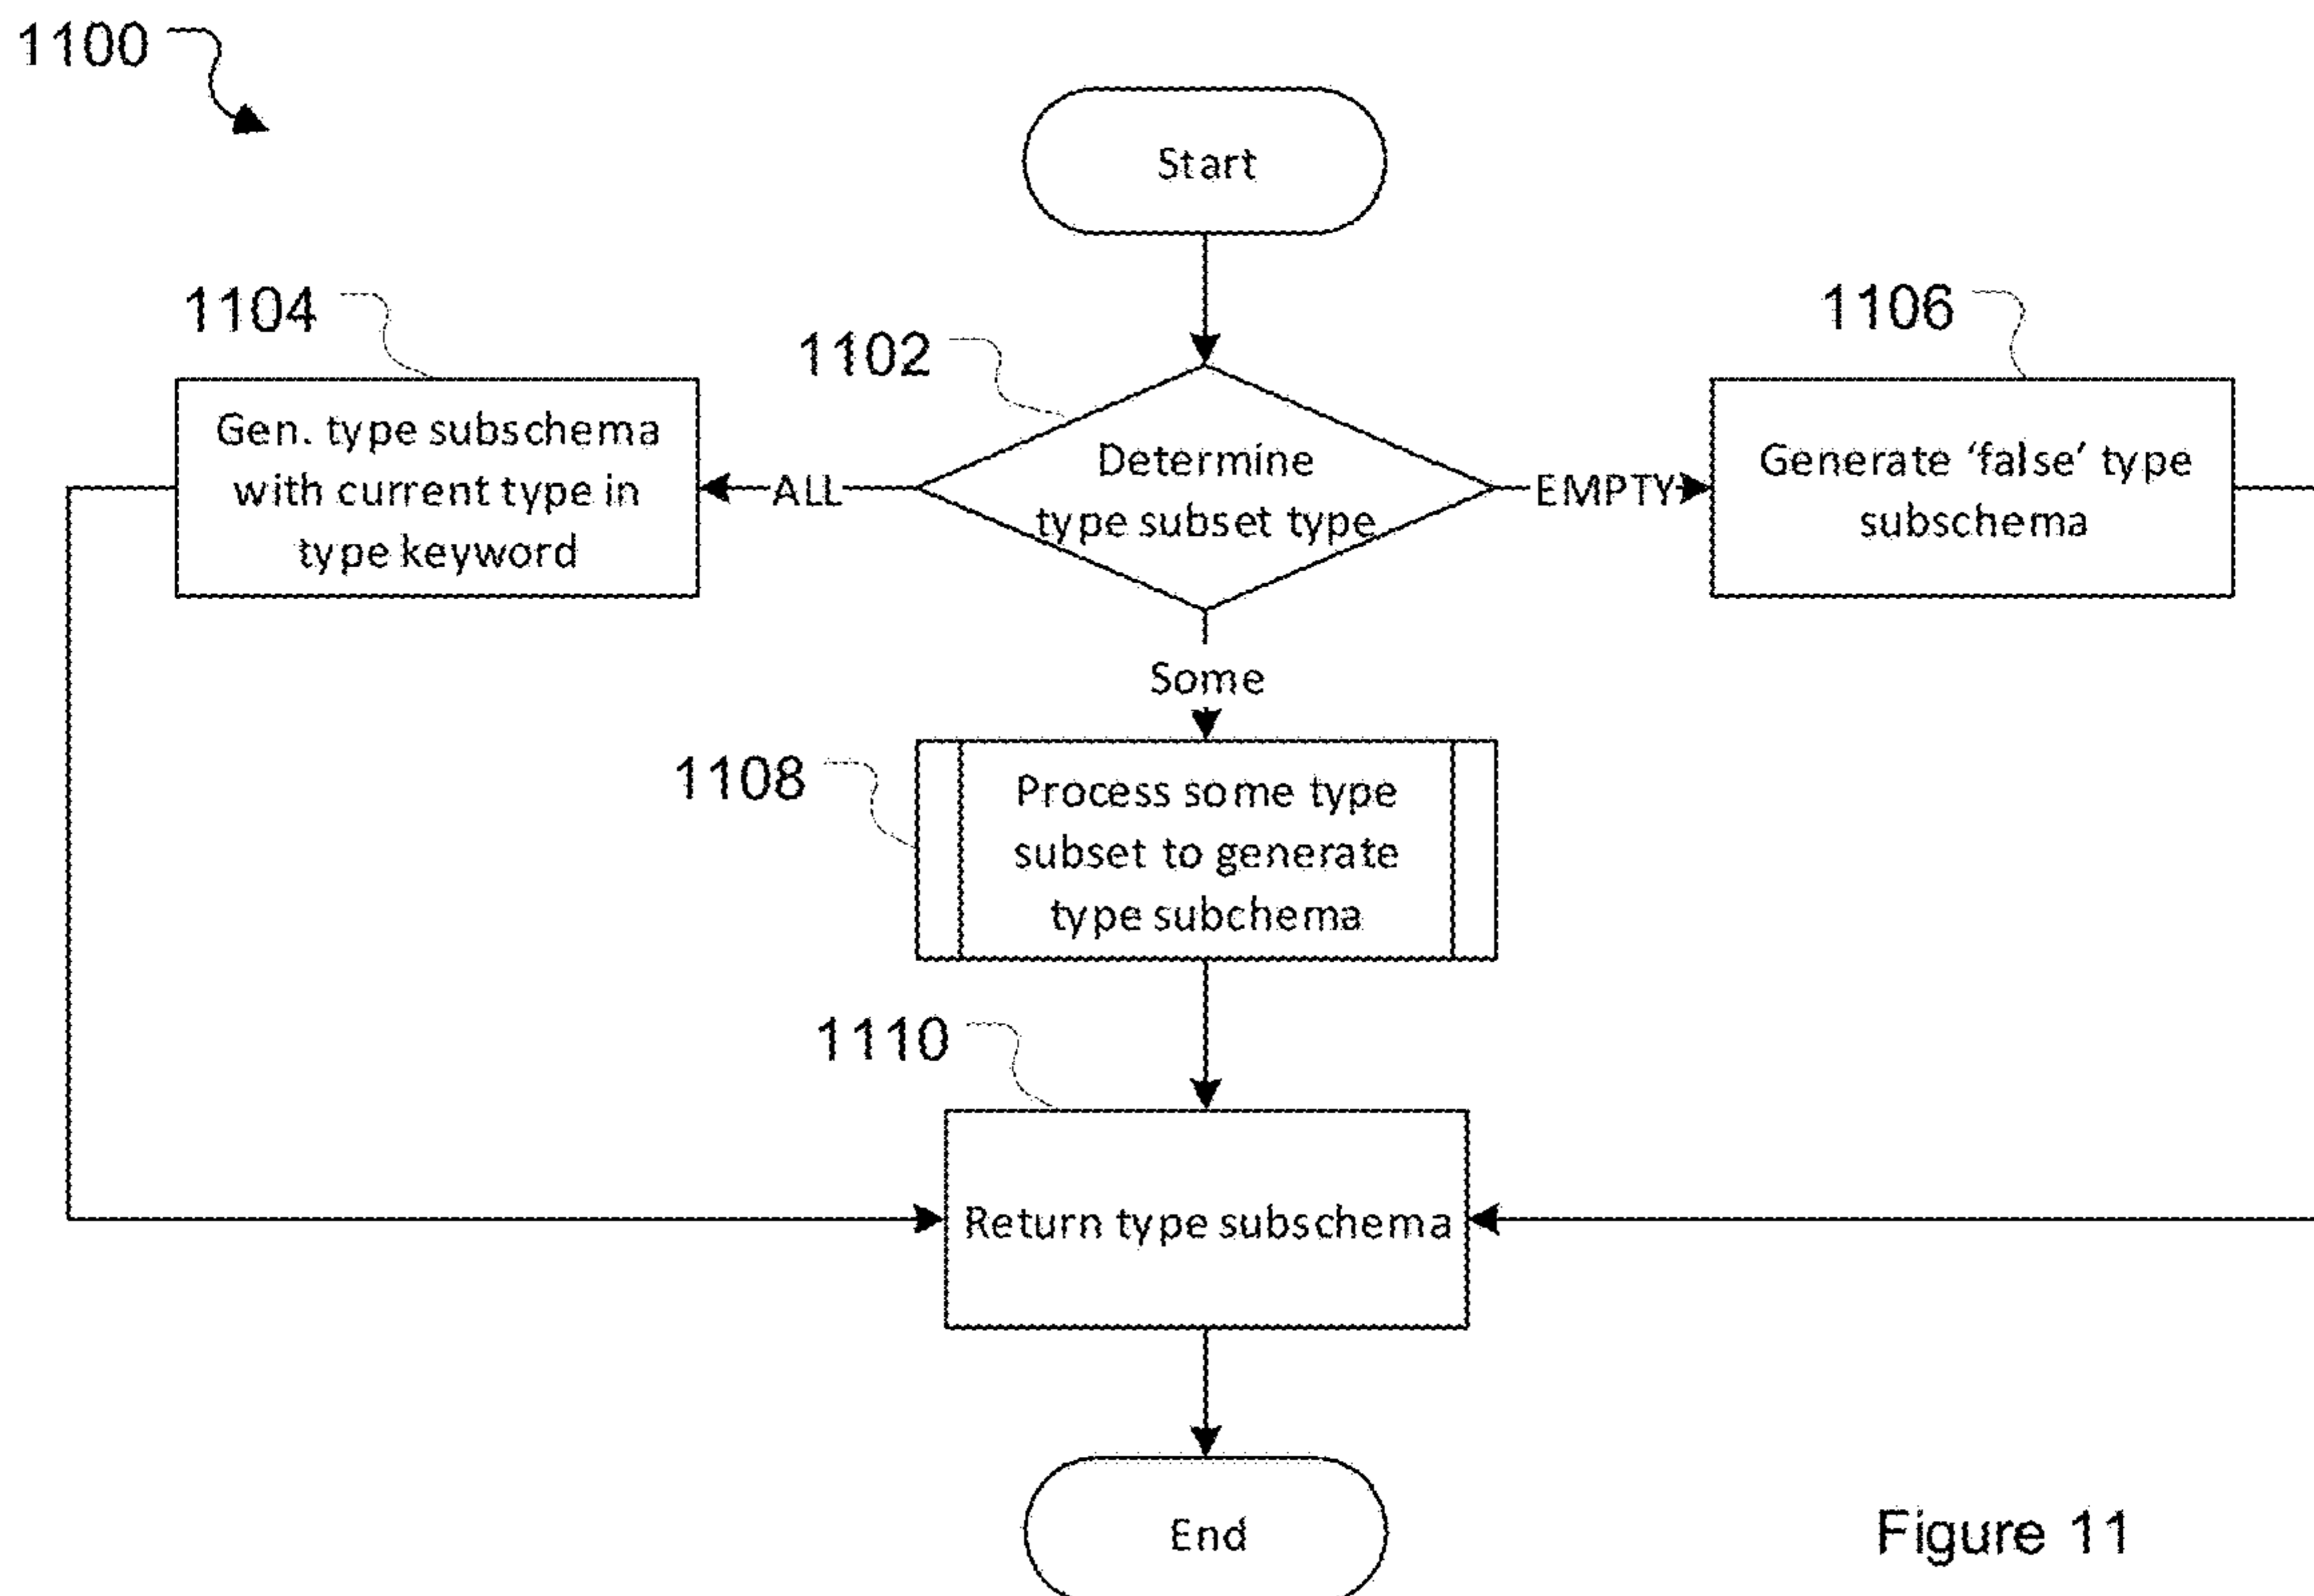 1100
Start
1104
1102
1106
Gen. type subschema
with current type in
type keyword
ALL
Determine
type subset type
EMPTY
Generate ‘false’ type
subschema
Some
1108
Process some type
subset to generate
type subchema
1110
Return type subschema
End
Figure 11